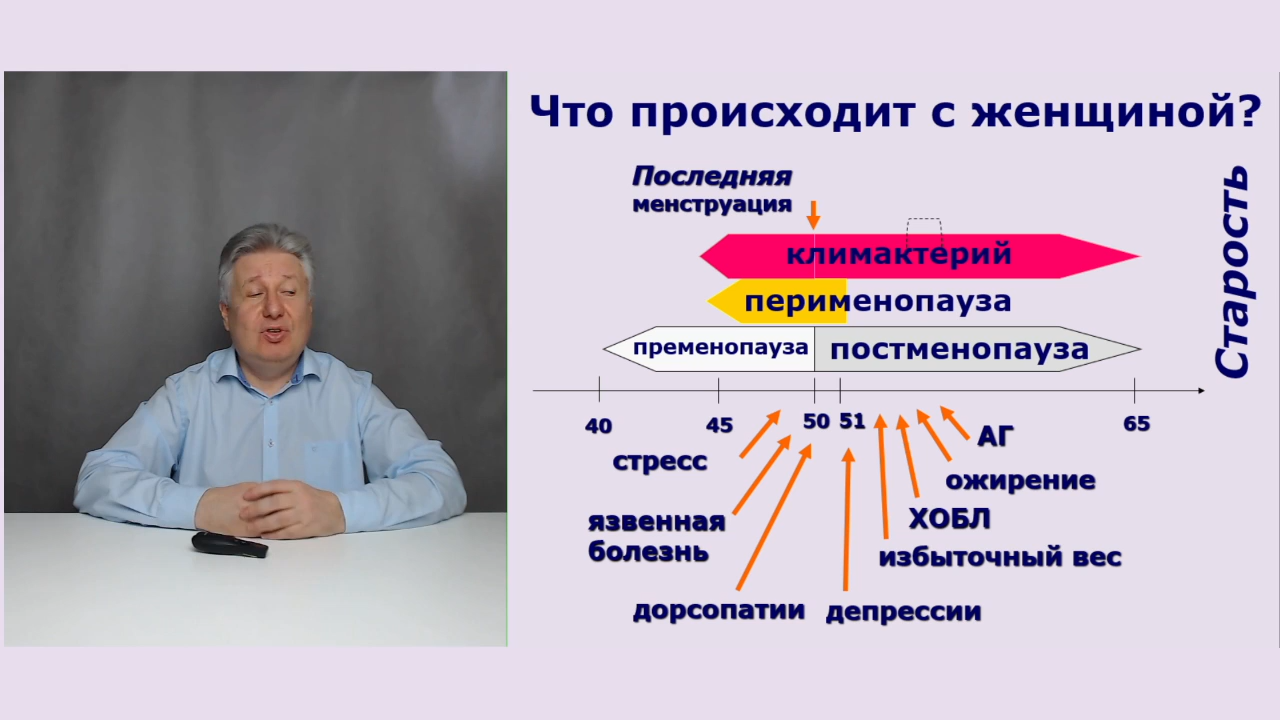 Что происходит с женщиной?
Последняя
менструация
климактерий
перименопауза
пременопауза
постменопауза
Старость
40
45
50
51
65
стресс
АГ
ожирение
язвенная
болезнь
ХОБЛ
избыточный вес
дорсопатии
депрессии